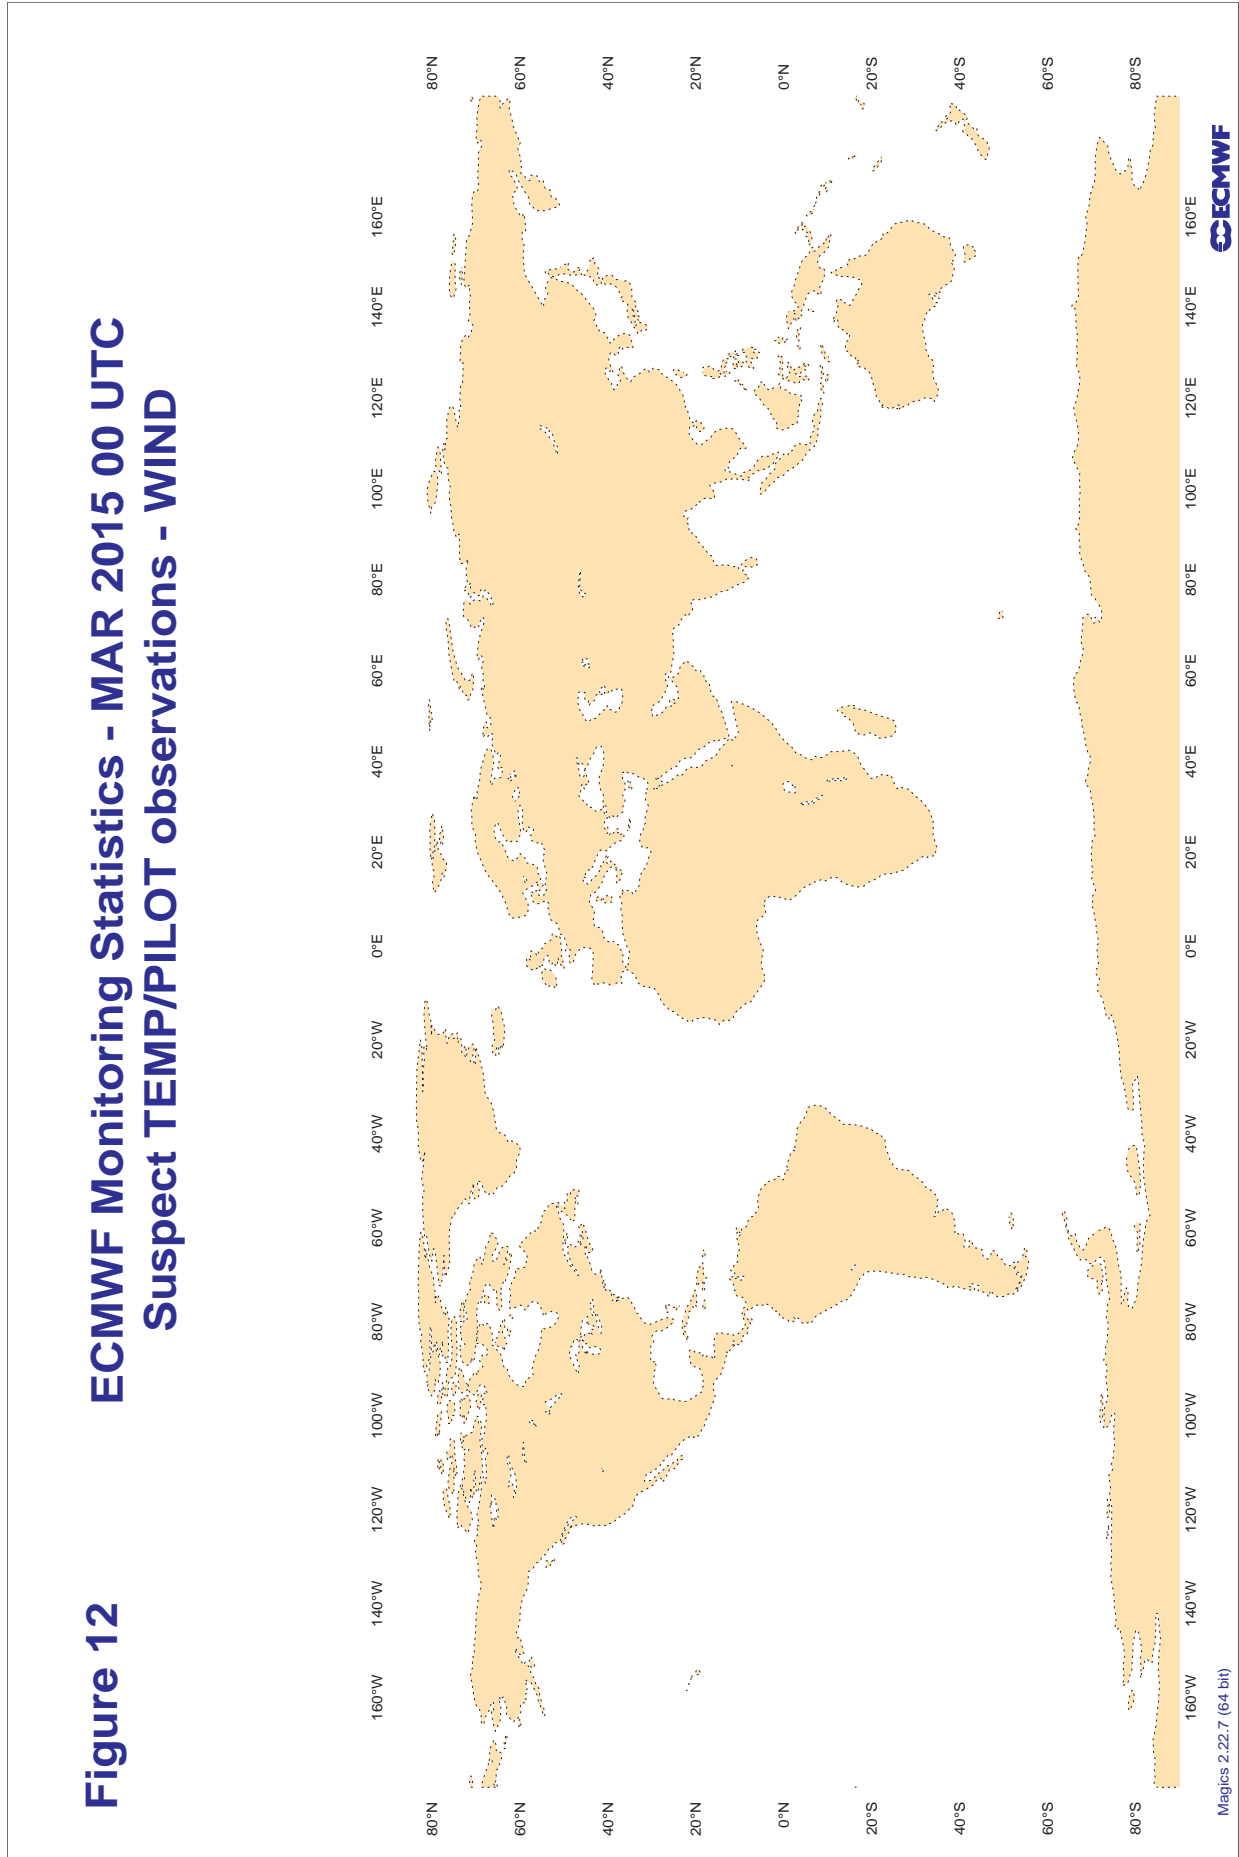 Figure 12
ECMWF Monitoring Statistics - MAR 2015 00 UTC
Suspect TEMP/PILOT observations - WIND
160°W 140°W 120°W 100°W 80°W 60°W 40°W 20°W 0°E 20°E 40°E 60°E 80°E 100°E 120°E 140°E 160°E
80°N 80°N
60°N 60°N
40°N 40°N
20°N 20°N
0°N 0°N
20°S 20°S
40°S 40°S
60°S 60°S
80°S 80°S
160°W 140°W 120°W 100°W 80°W 60°W 40°W 20°W 0°E 20°E 40°E 60°E 80°E 100°E 120°E 140°E 160°E
Magics 2.22.7 (64 bit) ECMWF